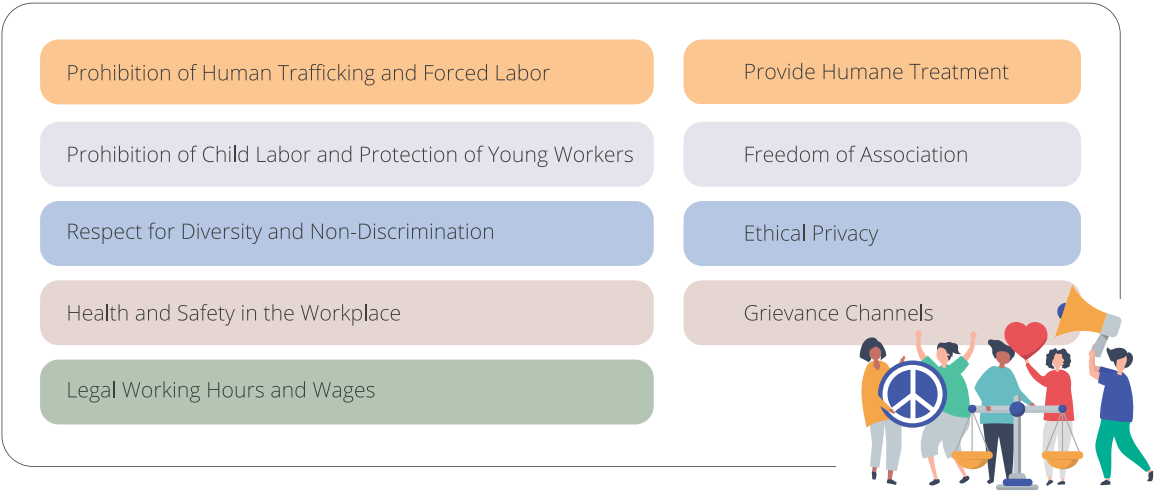 Prohibition of Human Trafficking and Forced Labor
Prohibition of Child Labor and Protection of Young Workers
Respect for Diversity and Non-Discrimination
Health and Safety in the Workplace
Legal Working Hours and Wages
Provide Humane Treatment
Freedom of Association
Ethical Privacy
Grievance Channels